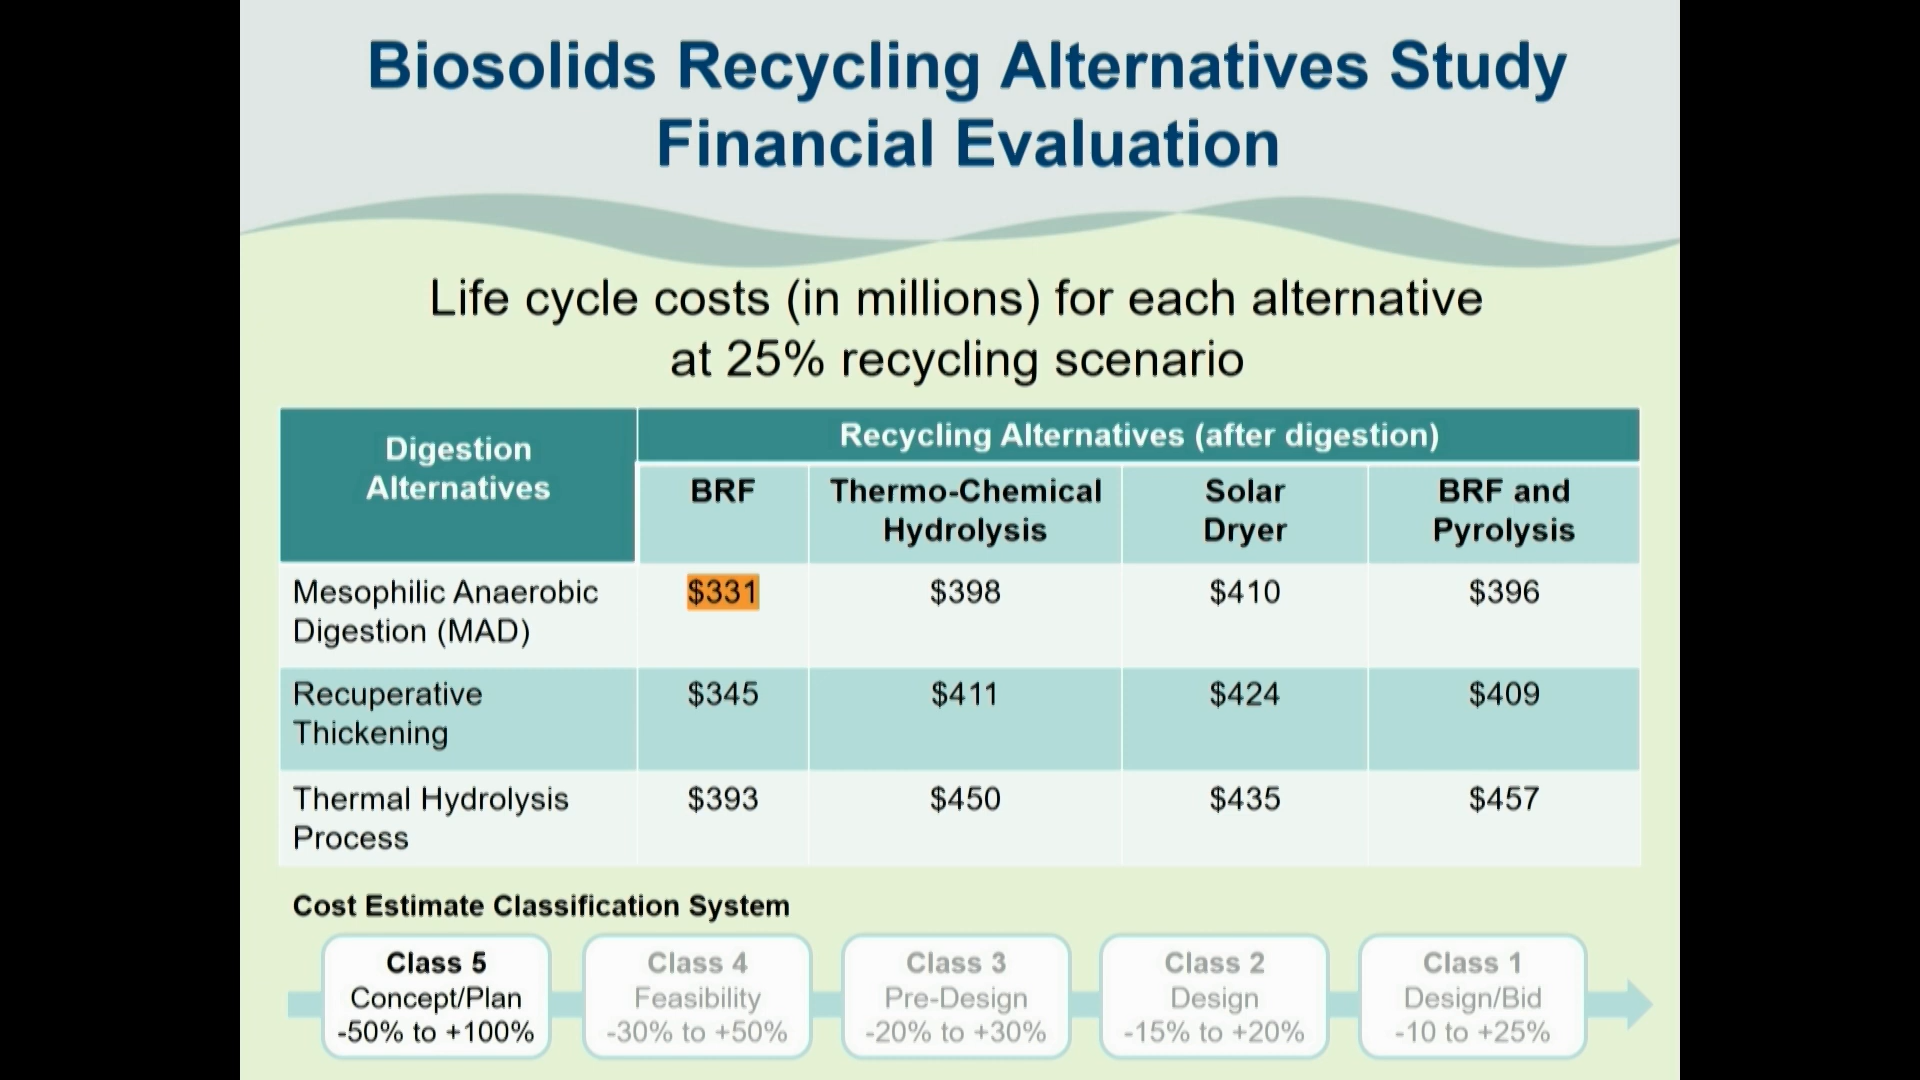 Biosolids Recycling Alternatives Study
Financial Evaluation
Life cycle costs (in millions) for each alternative
at 25% recycling scenario
Digestion
Alternatives
Recycling Alternatives (after digestion)
BRF
Thermo-Chemical
Hydrolysis
Solar
Dryer
BRF and
Pyrolysis
Mesophilic Anaerobic
Digestion (MAD)
$331
$398
$410
$396
Recuperative
Thickening
$345
$411
$424
$409
Thermal Hydrolysis
Process
$393
$450
$435
$457
Cost Estimate Classification System
Class 5
Concept/Plan
-50% to +100%
Class 4
Feasibility
-30% to +50%
Class 3
Pre-Design
-20% to +30%
Class 2
Design
-15% to +20%
Class 1
Design/Bid
-10 to +25%